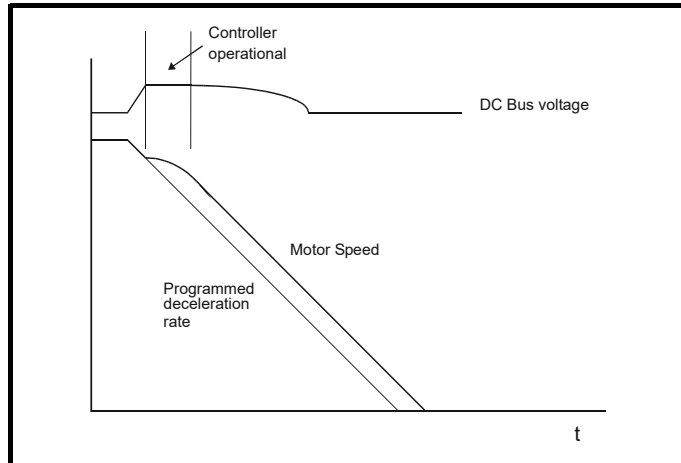 Controller
operational
DC Bus voltage
Motor Speed
Programmed
deceleration
rate
t